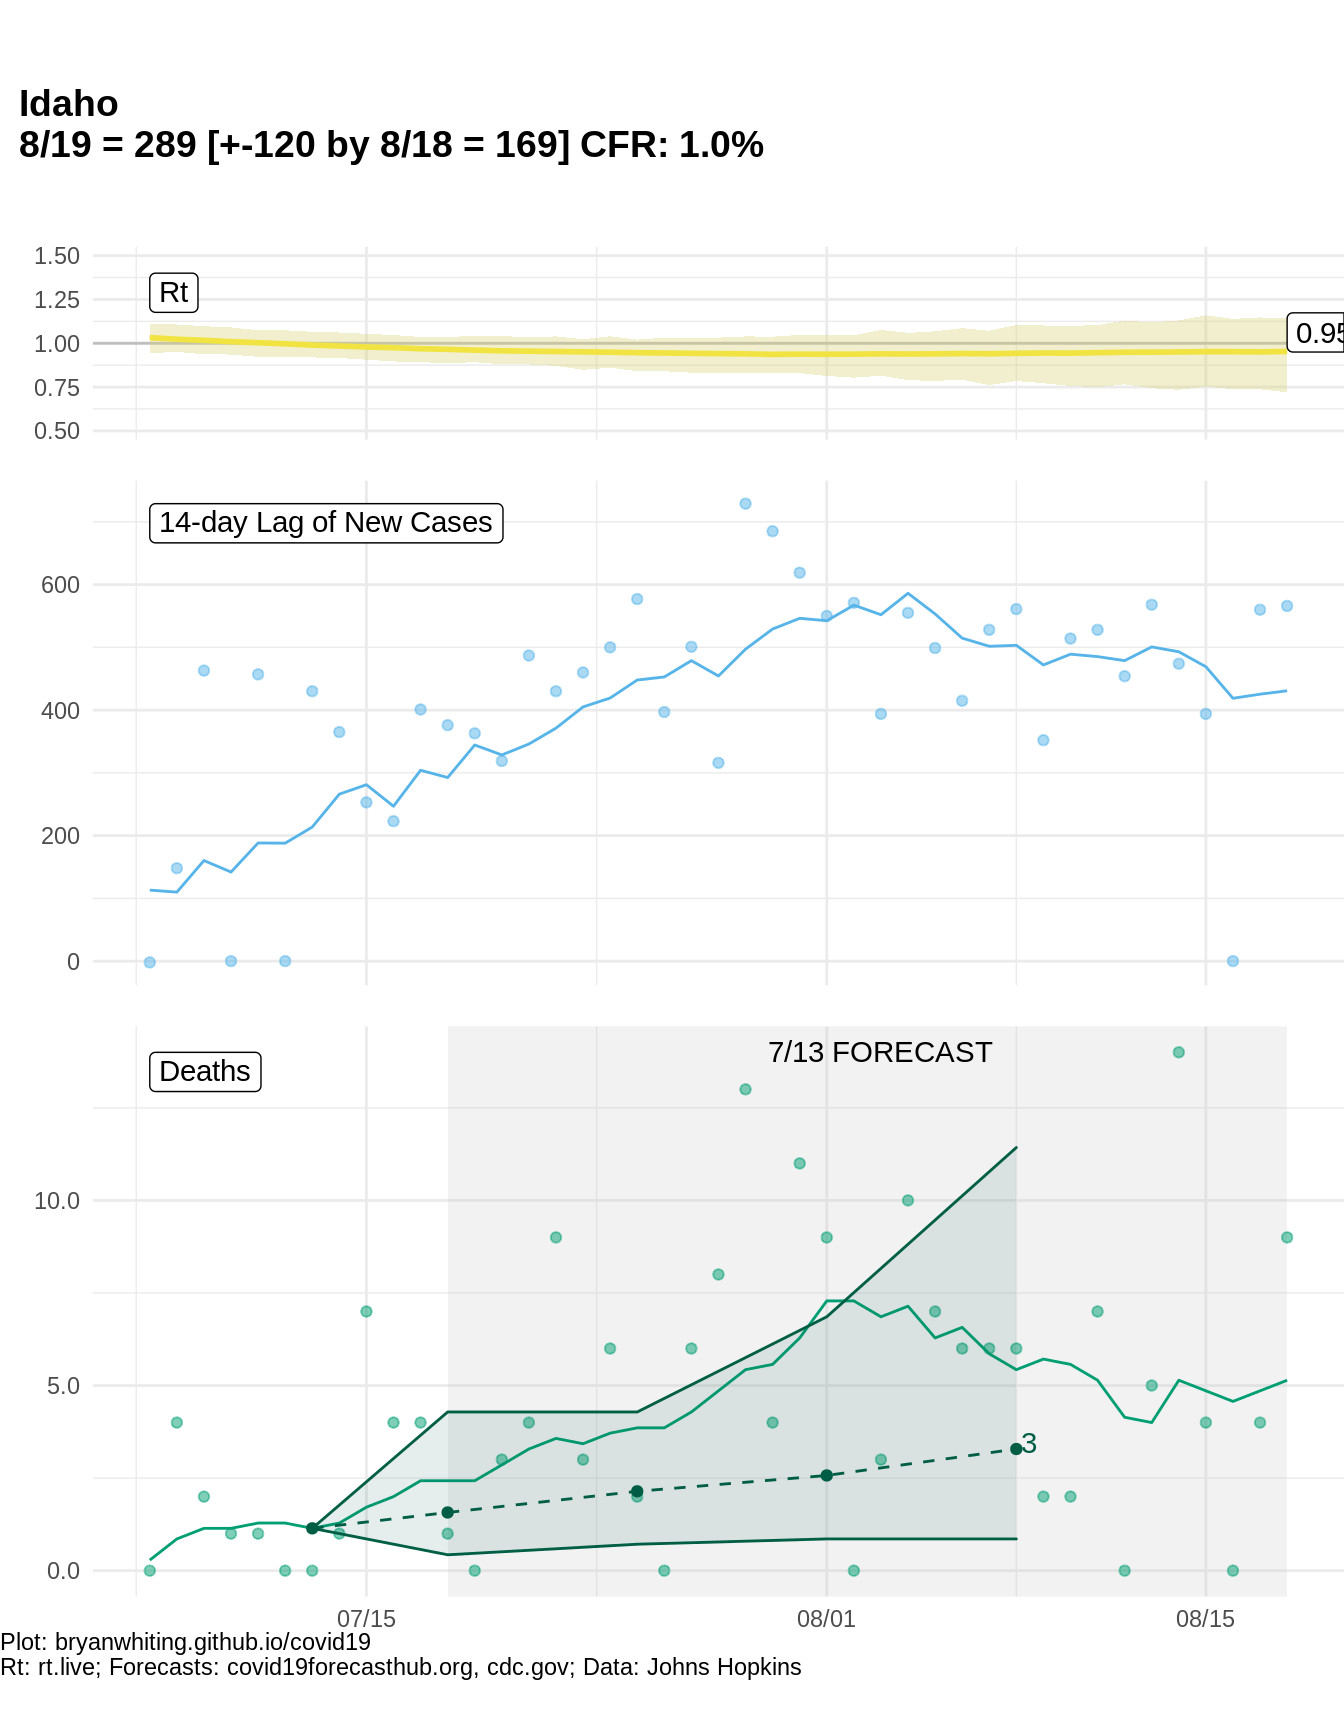 Idaho
8/19 = 289 [+-120 by 8/18 = 169] CFR: 1.0%
1.50
Rt
1.25
1.00
0.95
0.75
0.50
14-day Lag of New Cases
600
400
200
0
7/13 FORECAST
Deaths
10.0
5.0
3
0.0
07/15 08/01 08/15
Plot: bryanwhiting.github.io/covid19
Rt: rt.live; Forecasts: covid19forecasthub.org, cdc.gov; Data: Johns Hopkins